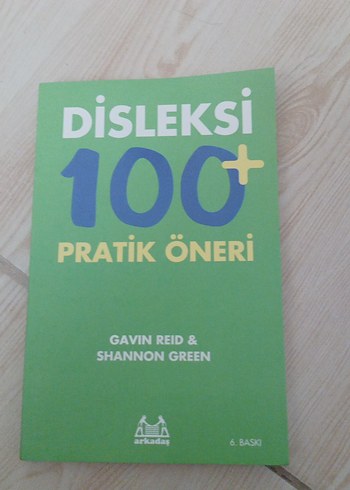 DİSLEKSİ
100+
PRATİK ÖNERİ
GAVIN REID &
SHANNON GREEN
arkadaş
6. BASKI